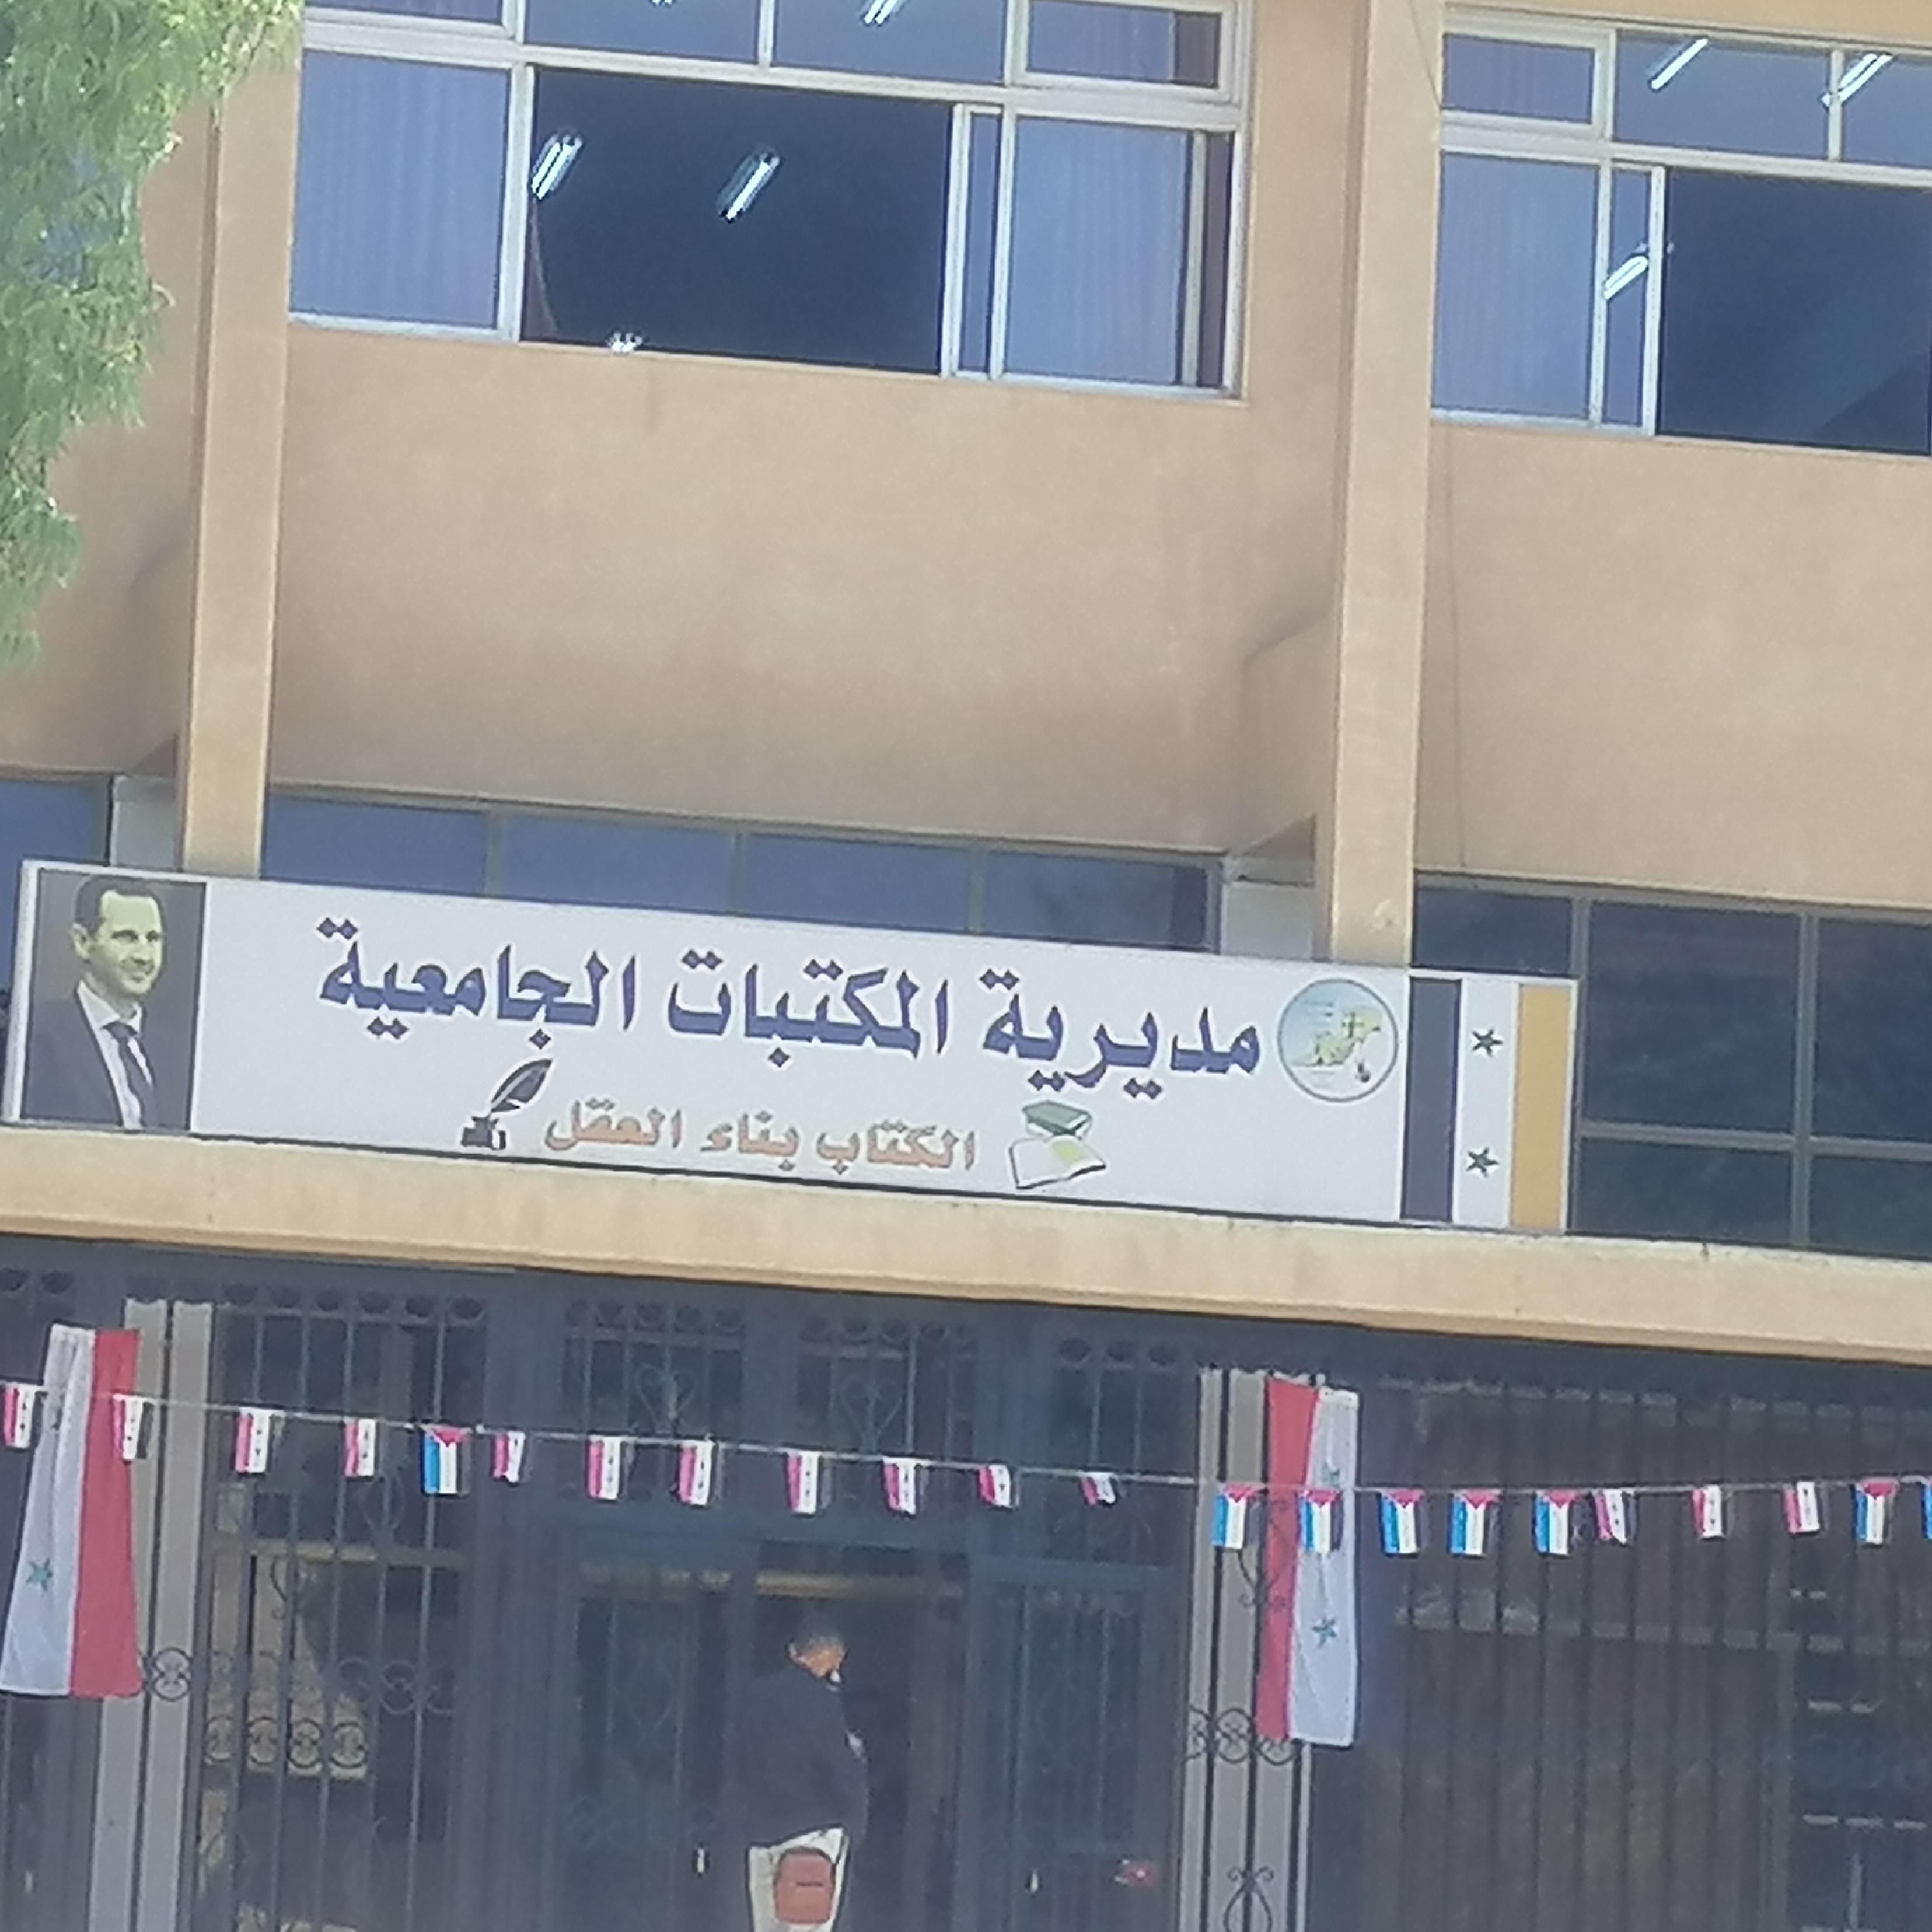 مديرية المكتبات الجامعية
الكتاب بناء العقل